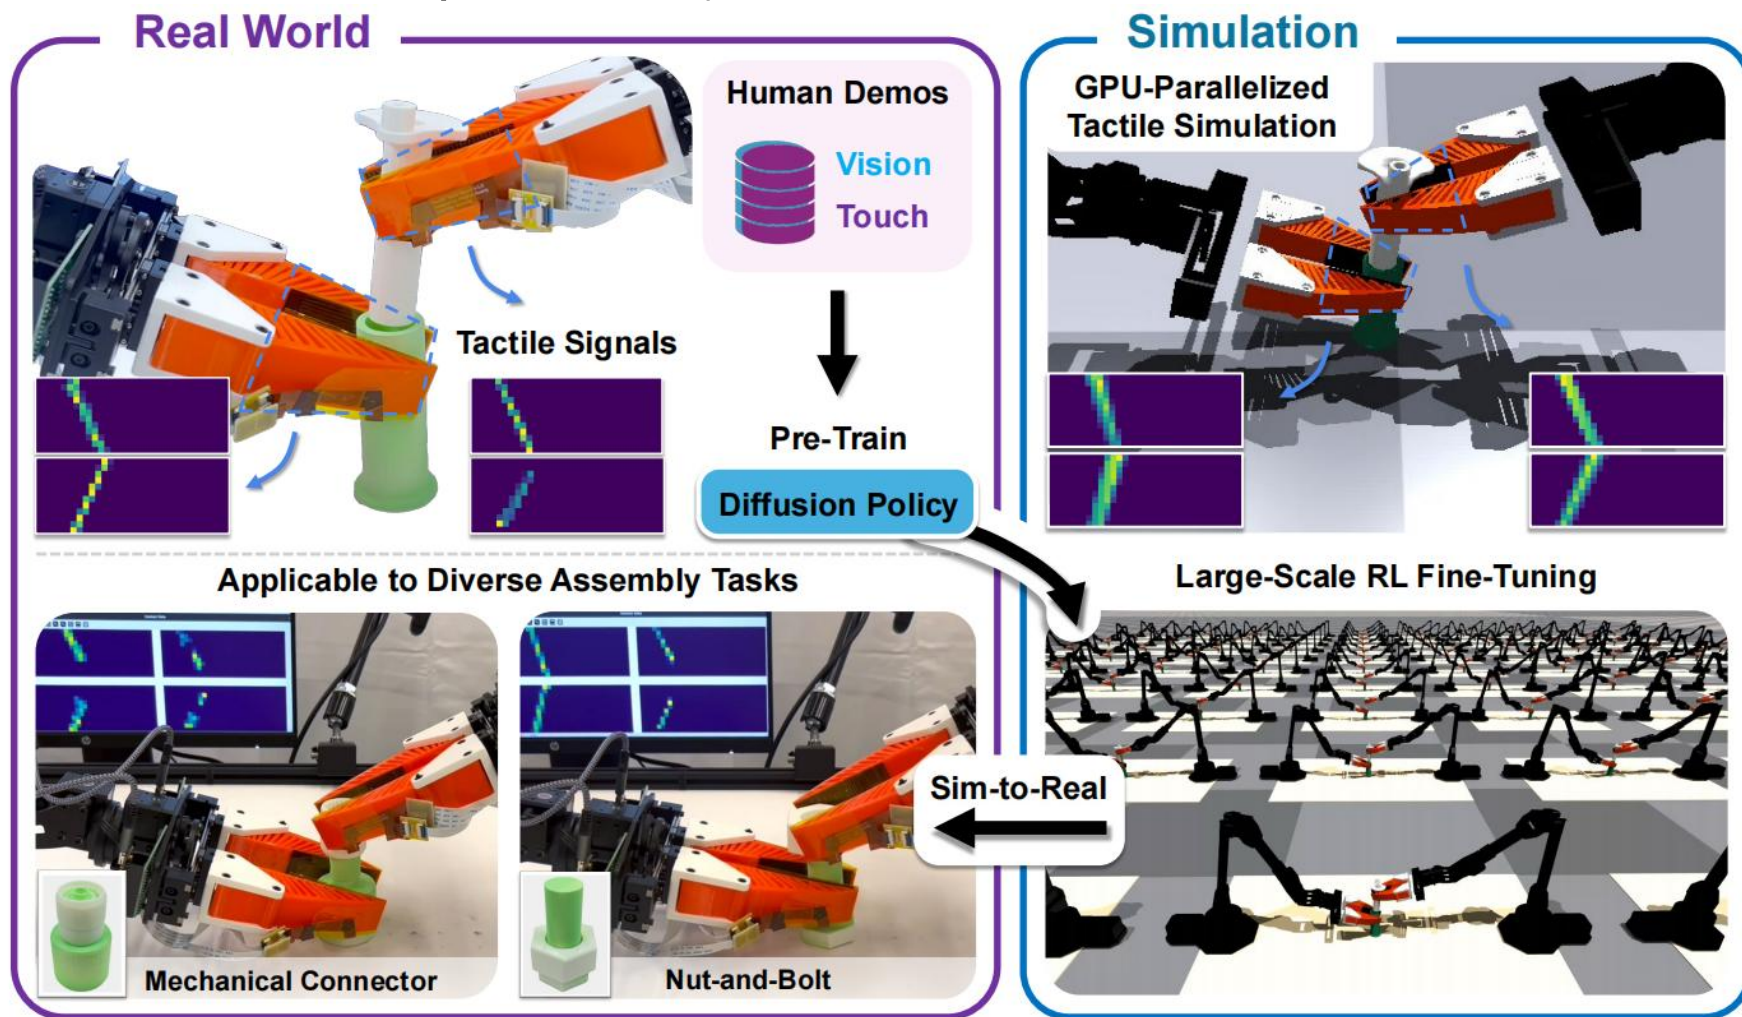 Real World
Human Demos
Vision
Touch
Tactile Signals
Pre-Train
Diffusion Policy
Applicable to Diverse Assembly Tasks
Mechanical Connector
Nut-and-Bolt
Simulation
GPU-Parallelized
Tactile Simulation
Large-Scale RL Fine-Tuning
Sim-to-Real